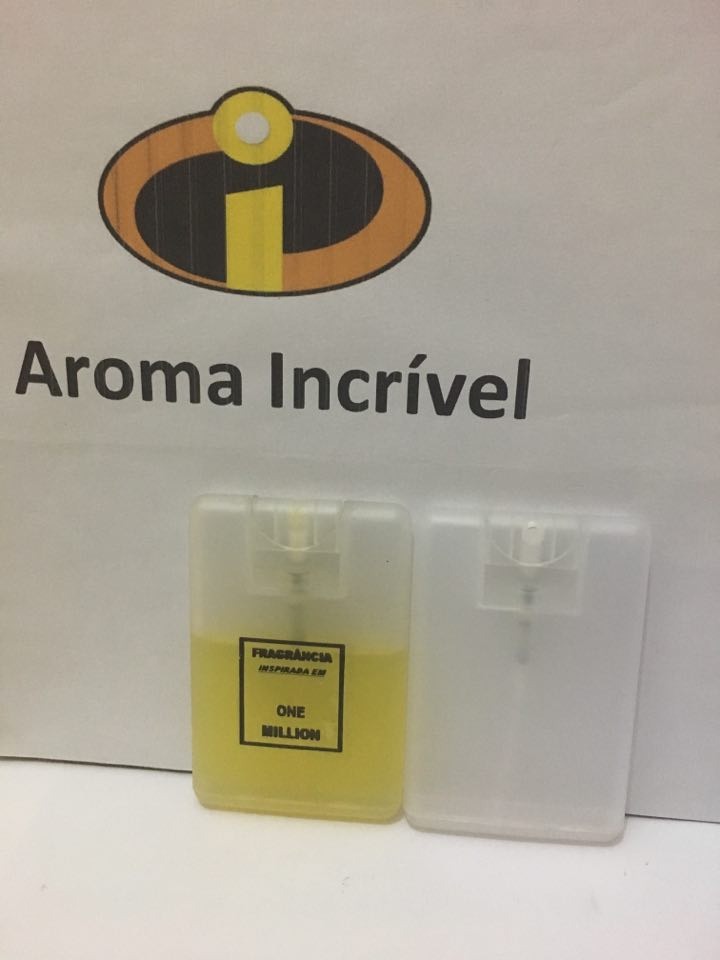 Aroma Incrível
FRAGRÂNCIA
INSPIRADA EM
ONE
MILLION